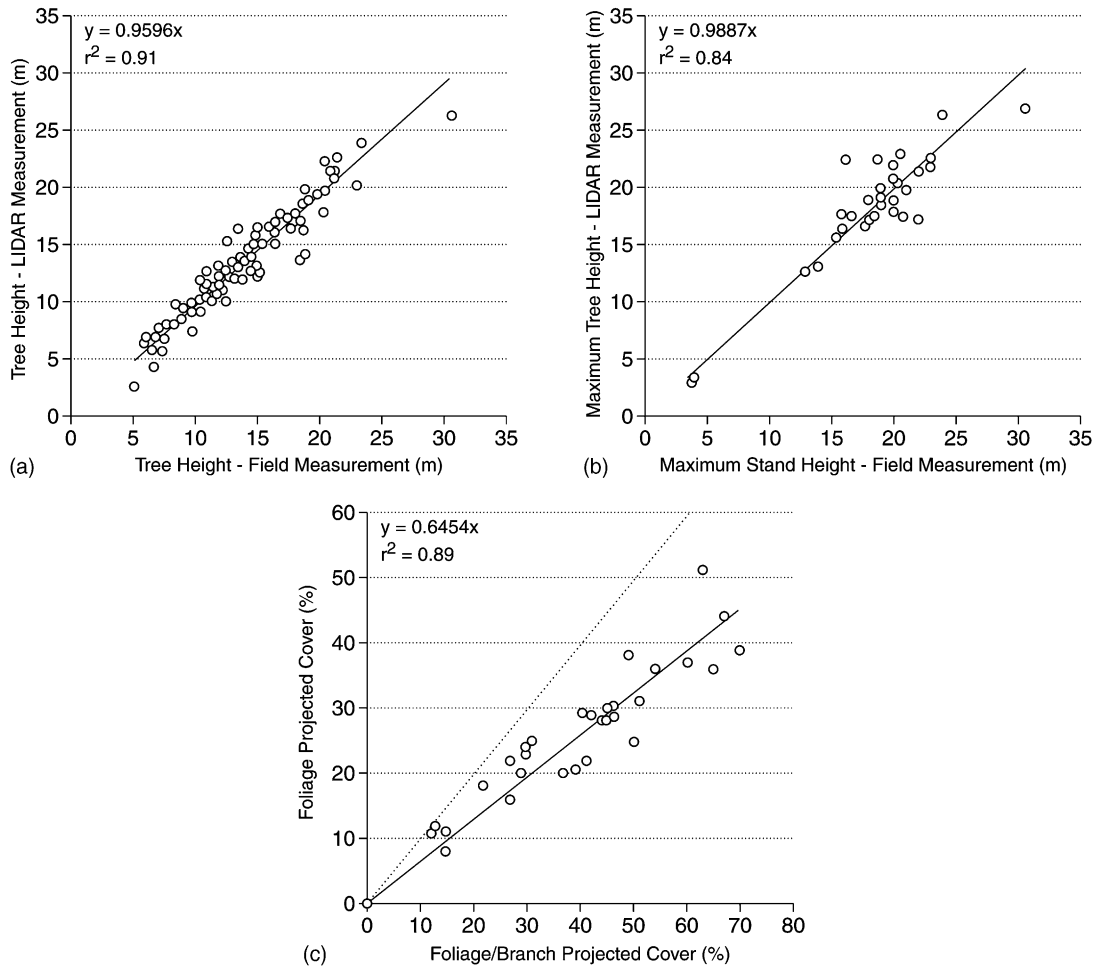 y = 0.9596x
r2 = 0.91
Tree Height - LIDAR Measurement (m)
35
30
25
20
15
10
5
0
0 5 10 15 20 25 30 35
(a) Tree Height - Field Measurement (m)
y = 0.9887x
r2 = 0.84
Maximum Tree Height - LIDAR Measurement (m)
35
30
25
20
15
10
5
0
0 5 10 15 20 25 30 35
(b) Maximum Stand Height - Field Measurement (m)
y = 0.6454x
r2 = 0.89
Foliage Projected Cover (%)
60
50
40
30
20
10
0
0 10 20 30 40 50 60 70 80
(c) Foliage/Branch Projected Cover (%)